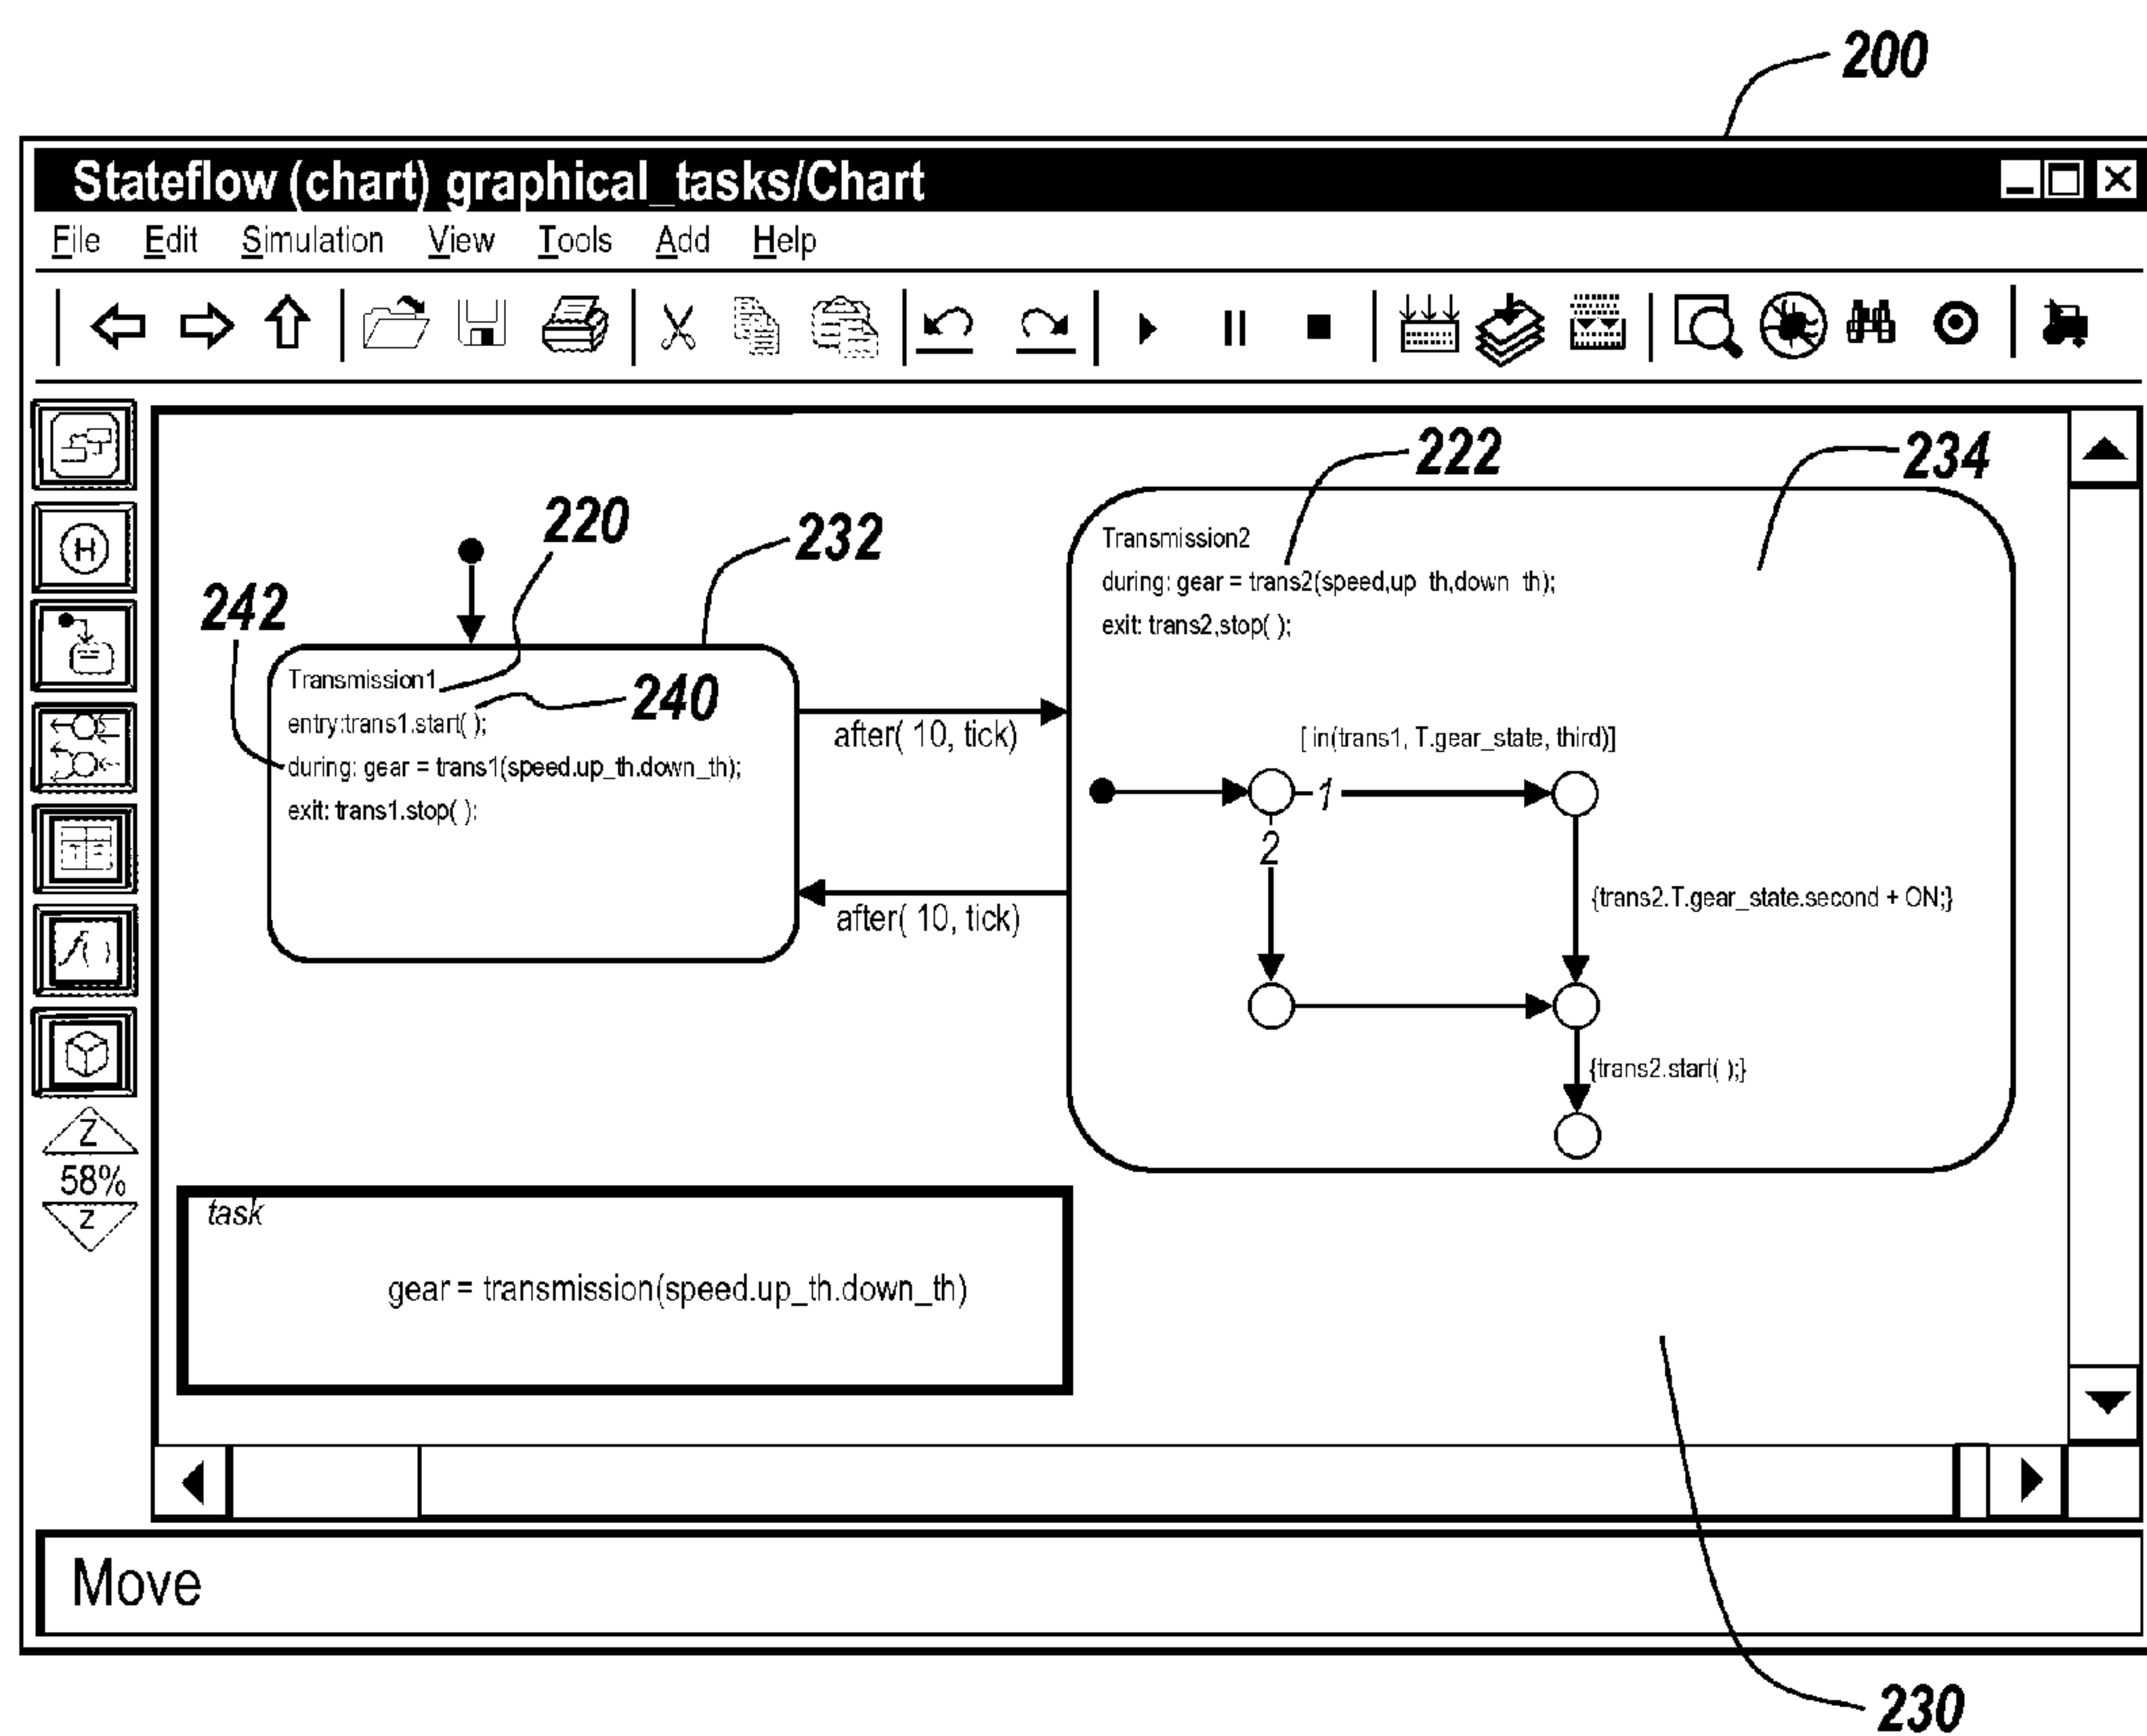 200
Stateflow (chart) graphical_tasks/Chart
File Edit Simulation View Tools Add Help
222
234
220
232
Transmission2
during: gear = trans2(speed,up th,down th);
exit: trans2,stop( );
242
240
Transmission1
entry:trans1.start( );
during: gear = trans1(speed.up_th.down_th);
exit: trans1.stop( ):
after( 10, tick)
after( 10, tick)
[ in(trans1, T.gear_state, third)]
1
2
{trans2.T.gear_state.second + ON;}
{trans2.start( );}
H
f( )
Z
58%
Z
task
gear = transmission(speed.up_th.down_th)
Move
230